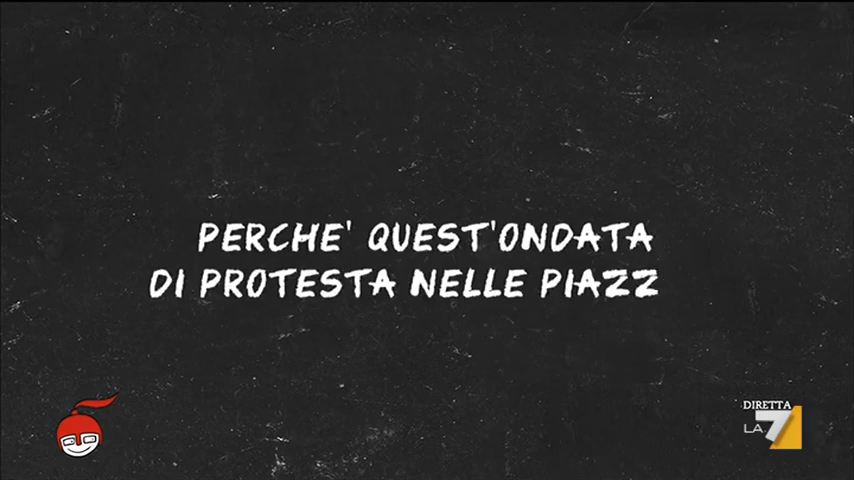 PERCHE' QUEST'ONDATA
DI PROTESTA NELLE PIAZZ
DIRETTA
LA 7